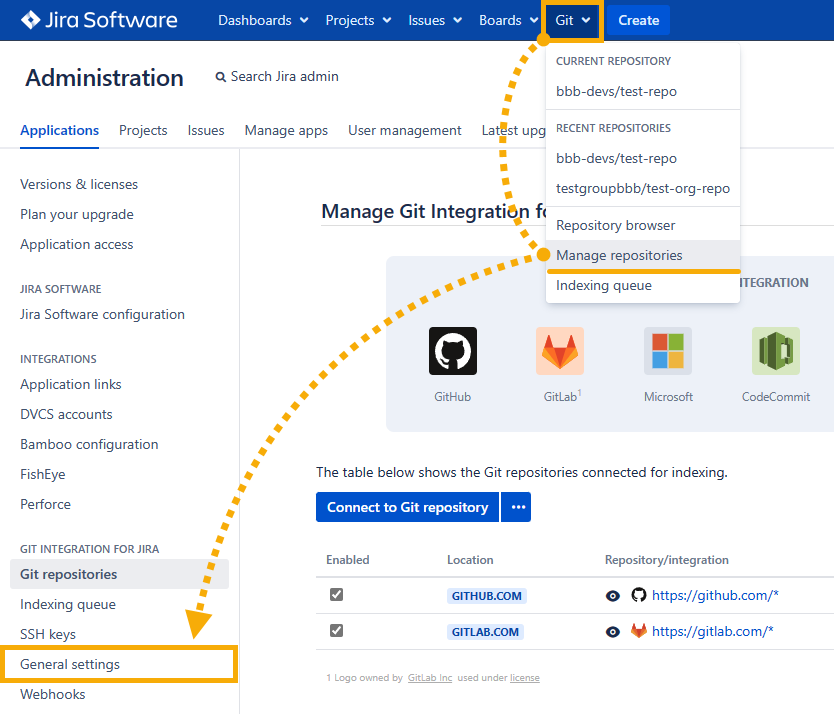 Jira Software Dashboards Projects Issues Boards Git Create
Administration Search Jira admin
CURRENT REPOSITORY
bbb-devs/test-repo
Applications Projects Issues Manage apps User management Latest
RECENT REPOSITORIES
bbb-devs/test-repo
testgroupbbb/test-org-repo
Repository browser
Manage repositories
Indexing queue
Versions & licenses
Plan your upgrade
Application access
JIRA SOFTWARE
Jira Software configuration
INTEGRATIONS
Application links
DVCS accounts
Bamboo configuration
FishEye
Perforce
GIT INTEGRATION FOR JIRA
Git repositories
Indexing queue
SSH keys
General settings
Webhooks
Manage Git Integration
GitHub GitLab1 Microsoft CodeCommit
The table below shows the Git repositories connected for indexing.
Connect to Git repository ···
Enabled Location Repository/integration
GITHUB.COM https://github.com/*
GITLAB.COM https://gitlab.com/*
1 Logo owned by GitLab Inc used under license